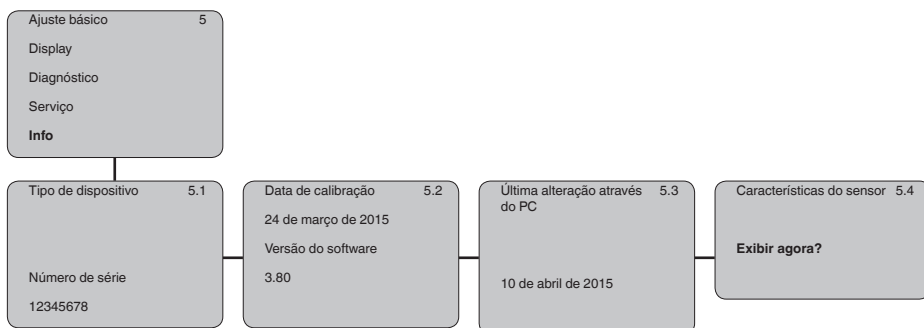 Ajuste básico 5
Display
Diagnóstico
Serviço
Info
Tipo de dispositivo 5.1
Número de série
12345678
Data de calibração 5.2
24 de março de 2015
Versão do software
3.80
Última alteração através 5.3
do PC
10 de abril de 2015
Características do sensor 5.4
Exibir agora?